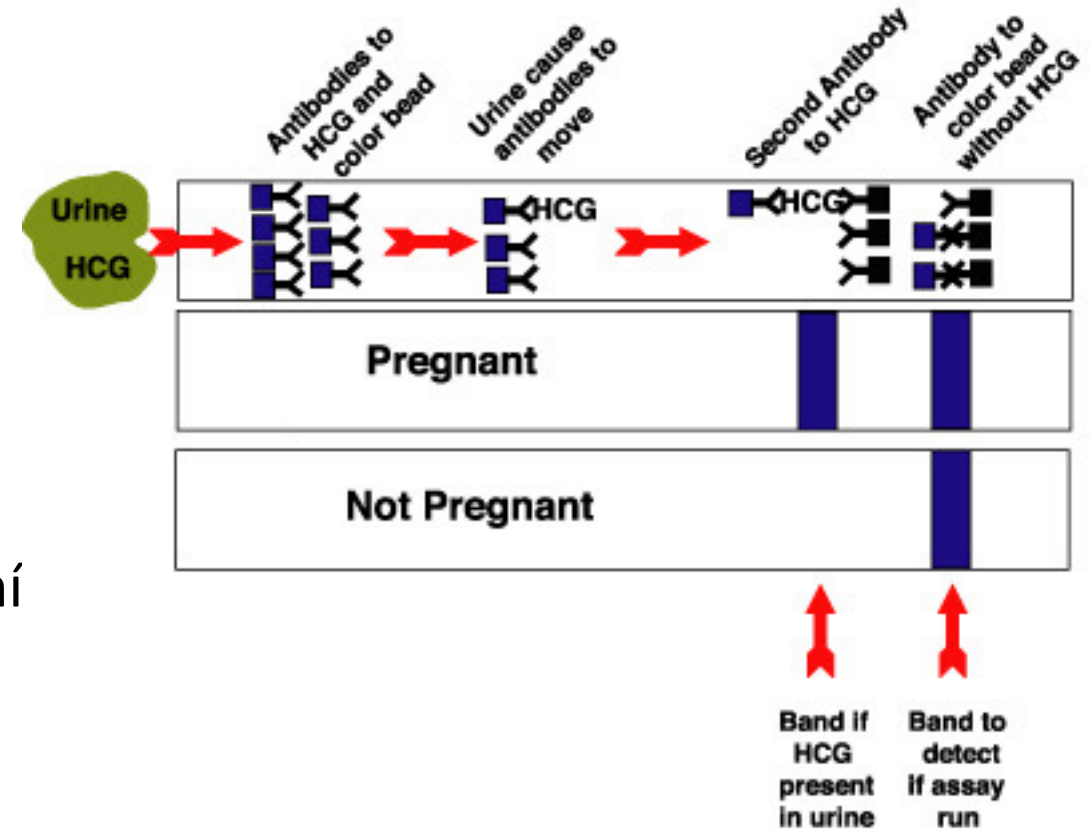 Antibodies to
HCG and
color bead
Urine cause
antibodies to
move
Second Antibody
to HCG
Antibody to
color bead
without HCG
Urine
HCG
HCG
HCG
Pregnant
Not Pregnant
ní
Band if
HCG
present
in urine
Band to
detect
if assay
run